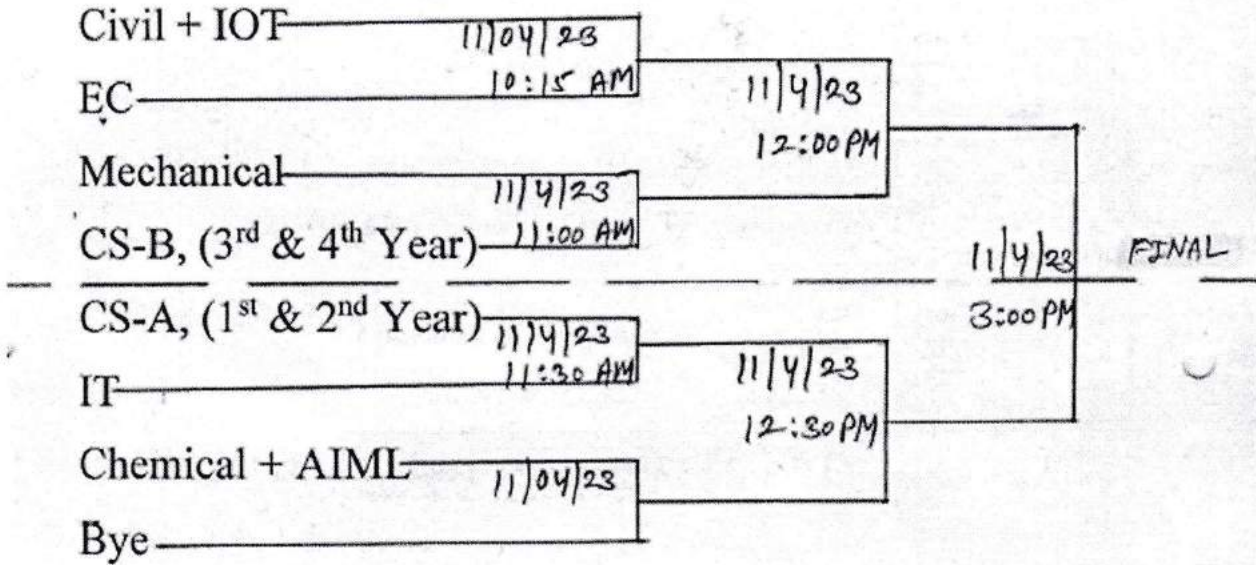 Civil + IOT
11/04/23
10:15 AM
EC
11/4/23
12:00 PM
Mechanical
11/4/23
11:00 AM
CS-B, (3rd & 4th Year)
11/4/23 FINAL
3:00 PM
CS-A, (1st & 2nd Year)
11/4/23
11:30 AM
IT
11/4/23
12:30 PM
Chemical + AIML
11/04/23
Bye